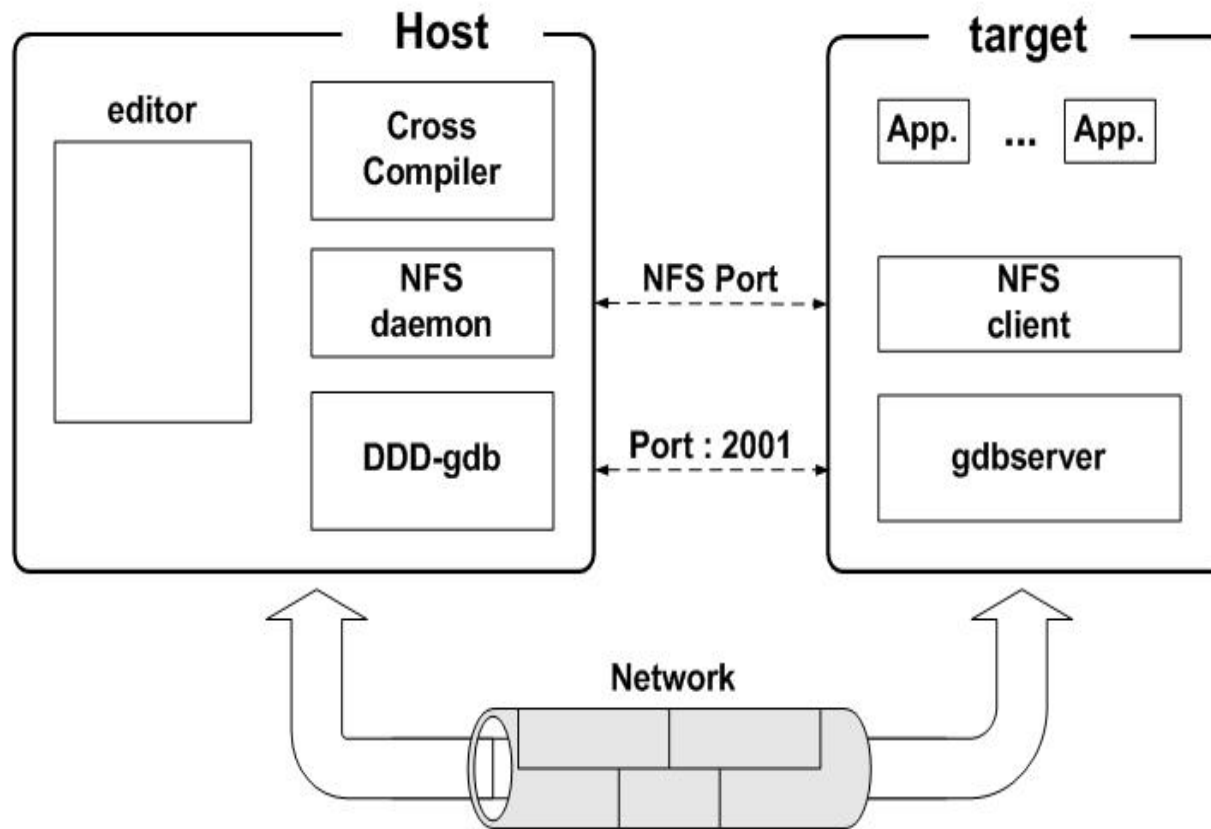 Host
target
editor
Cross
Compiler
App.
...
App.
NFS
daemon
NFS Port
NFS
client
DDD-gdb
Port : 2001
gdbserver
Network